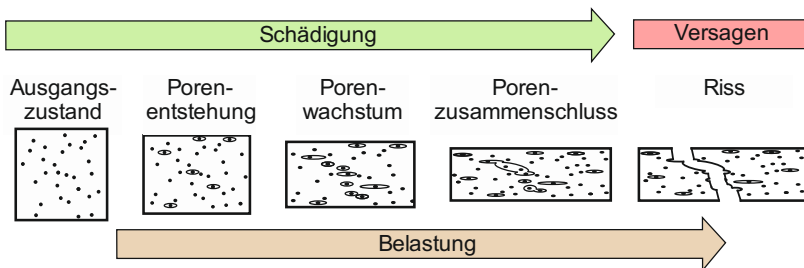 Schädigung
Versagen
Ausgangs-
zustand
Poren-
entstehung
Poren-
wachstum
Poren-
zusammenschluss
Riss
Belastung